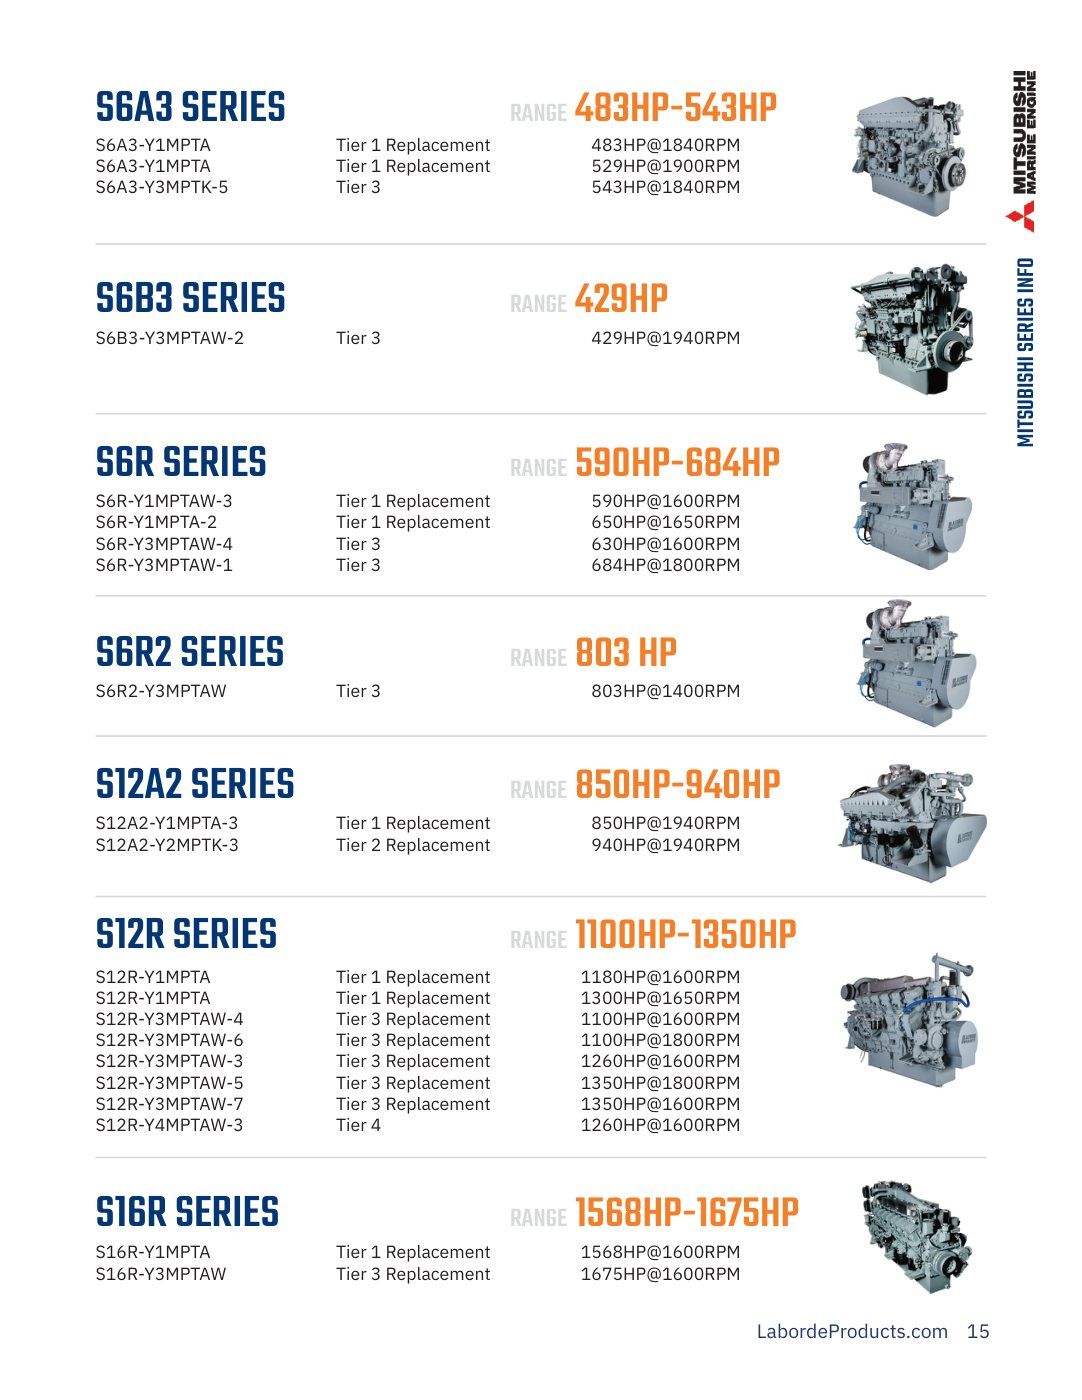 S6A3 SERIES RANGE 483HP-543HP
S6A3-Y1MPTA Tier 1 Replacement 483HP@1840RPM
S6A3-Y1MPTA Tier 1 Replacement 529HP@1900RPM
S6A3-Y3MPTK-5 Tier 3 543HP@1840RPM
S6B3 SERIES RANGE 429HP
S6B3-Y3MPTAW-2 Tier 3 429HP@1940RPM
S6R SERIES RANGE 590HP-684HP
S6R-Y1MPTAW-3 Tier 1 Replacement 590HP@1600RPM
S6R-Y1MPTA-2 Tier 1 Replacement 650HP@1650RPM
S6R-Y3MPTAW-4 Tier 3 630HP@1600RPM
S6R-Y3MPTAW-1 Tier 3 684HP@1800RPM
S6R2 SERIES RANGE 803 HP
S6R2-Y3MPTAW Tier 3 803HP@1400RPM
S12A2 SERIES RANGE 850HP-940HP
S12A2-Y1MPTA-3 Tier 1 Replacement 850HP@1940RPM
S12A2-Y2MPTK-3 Tier 2 Replacement 940HP@1940RPM
S12R SERIES RANGE 1100HP-1350HP
S12R-Y1MPTA Tier 1 Replacement 1180HP@1600RPM
S12R-Y1MPTA Tier 1 Replacement 1300HP@1650RPM
S12R-Y3MPTAW-4 Tier 3 Replacement 1100HP@1600RPM
S12R-Y3MPTAW-6 Tier 3 Replacement 1100HP@1800RPM
S12R-Y3MPTAW-3 Tier 3 Replacement 1260HP@1600RPM
S12R-Y3MPTAW-5 Tier 3 Replacement 1350HP@1800RPM
S12R-Y3MPTAW-7 Tier 3 Replacement 1350HP@1600RPM
S12R-Y4MPTAW-3 Tier 4 1260HP@1600RPM
S16R SERIES RANGE 1568HP-1675HP
S16R-Y1MPTA Tier 1 Replacement 1568HP@1600RPM
S16R-Y3MPTAW Tier 3 Replacement 1675HP@1600RPM
MITSUBISHI
MARINE ENGINE
MITSUBISHI SERIES INFO
LabordeProducts.com 15